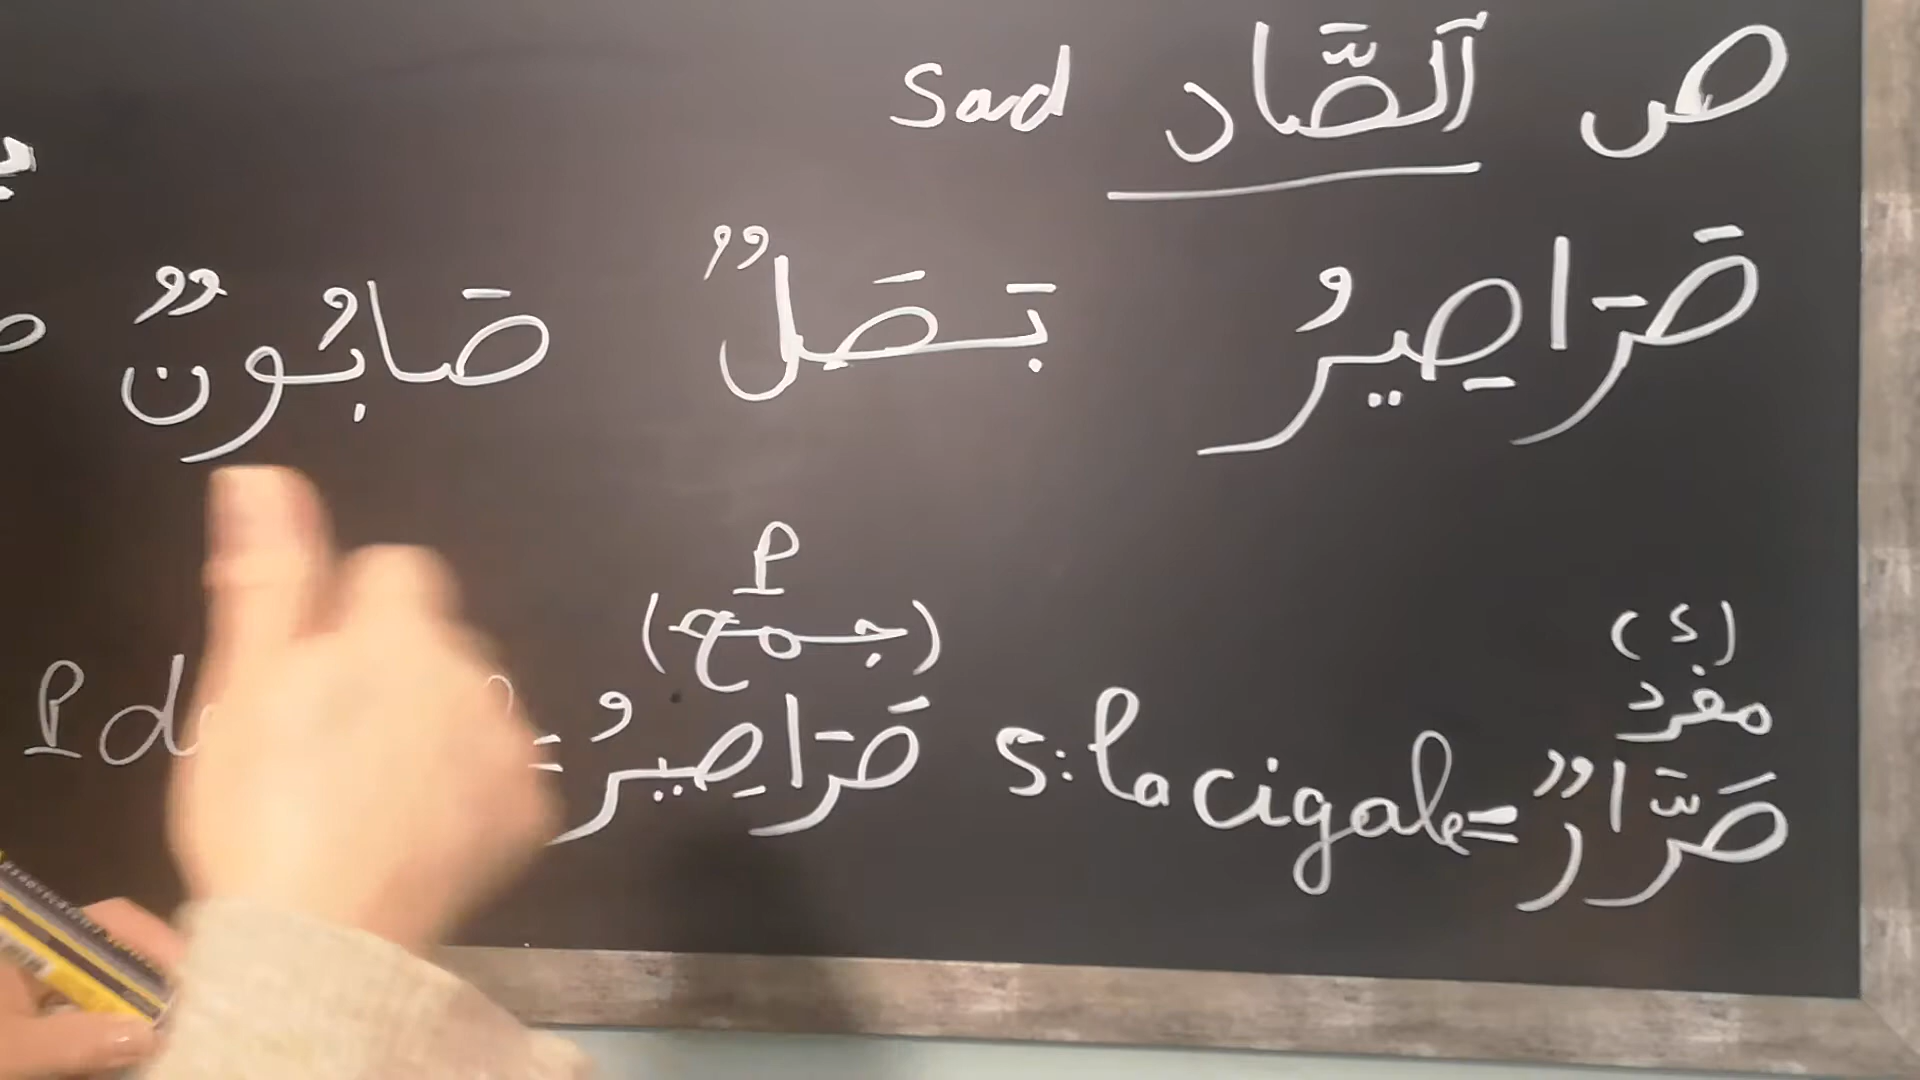 ص اَلصَّاد Sad
صَرَاصِيرُ بَصَلٌ صَابُونٌ
(S) P
مفرد (جمع)
صَرَّارٌ = S: la cigale صَرَاصِيرُ = P